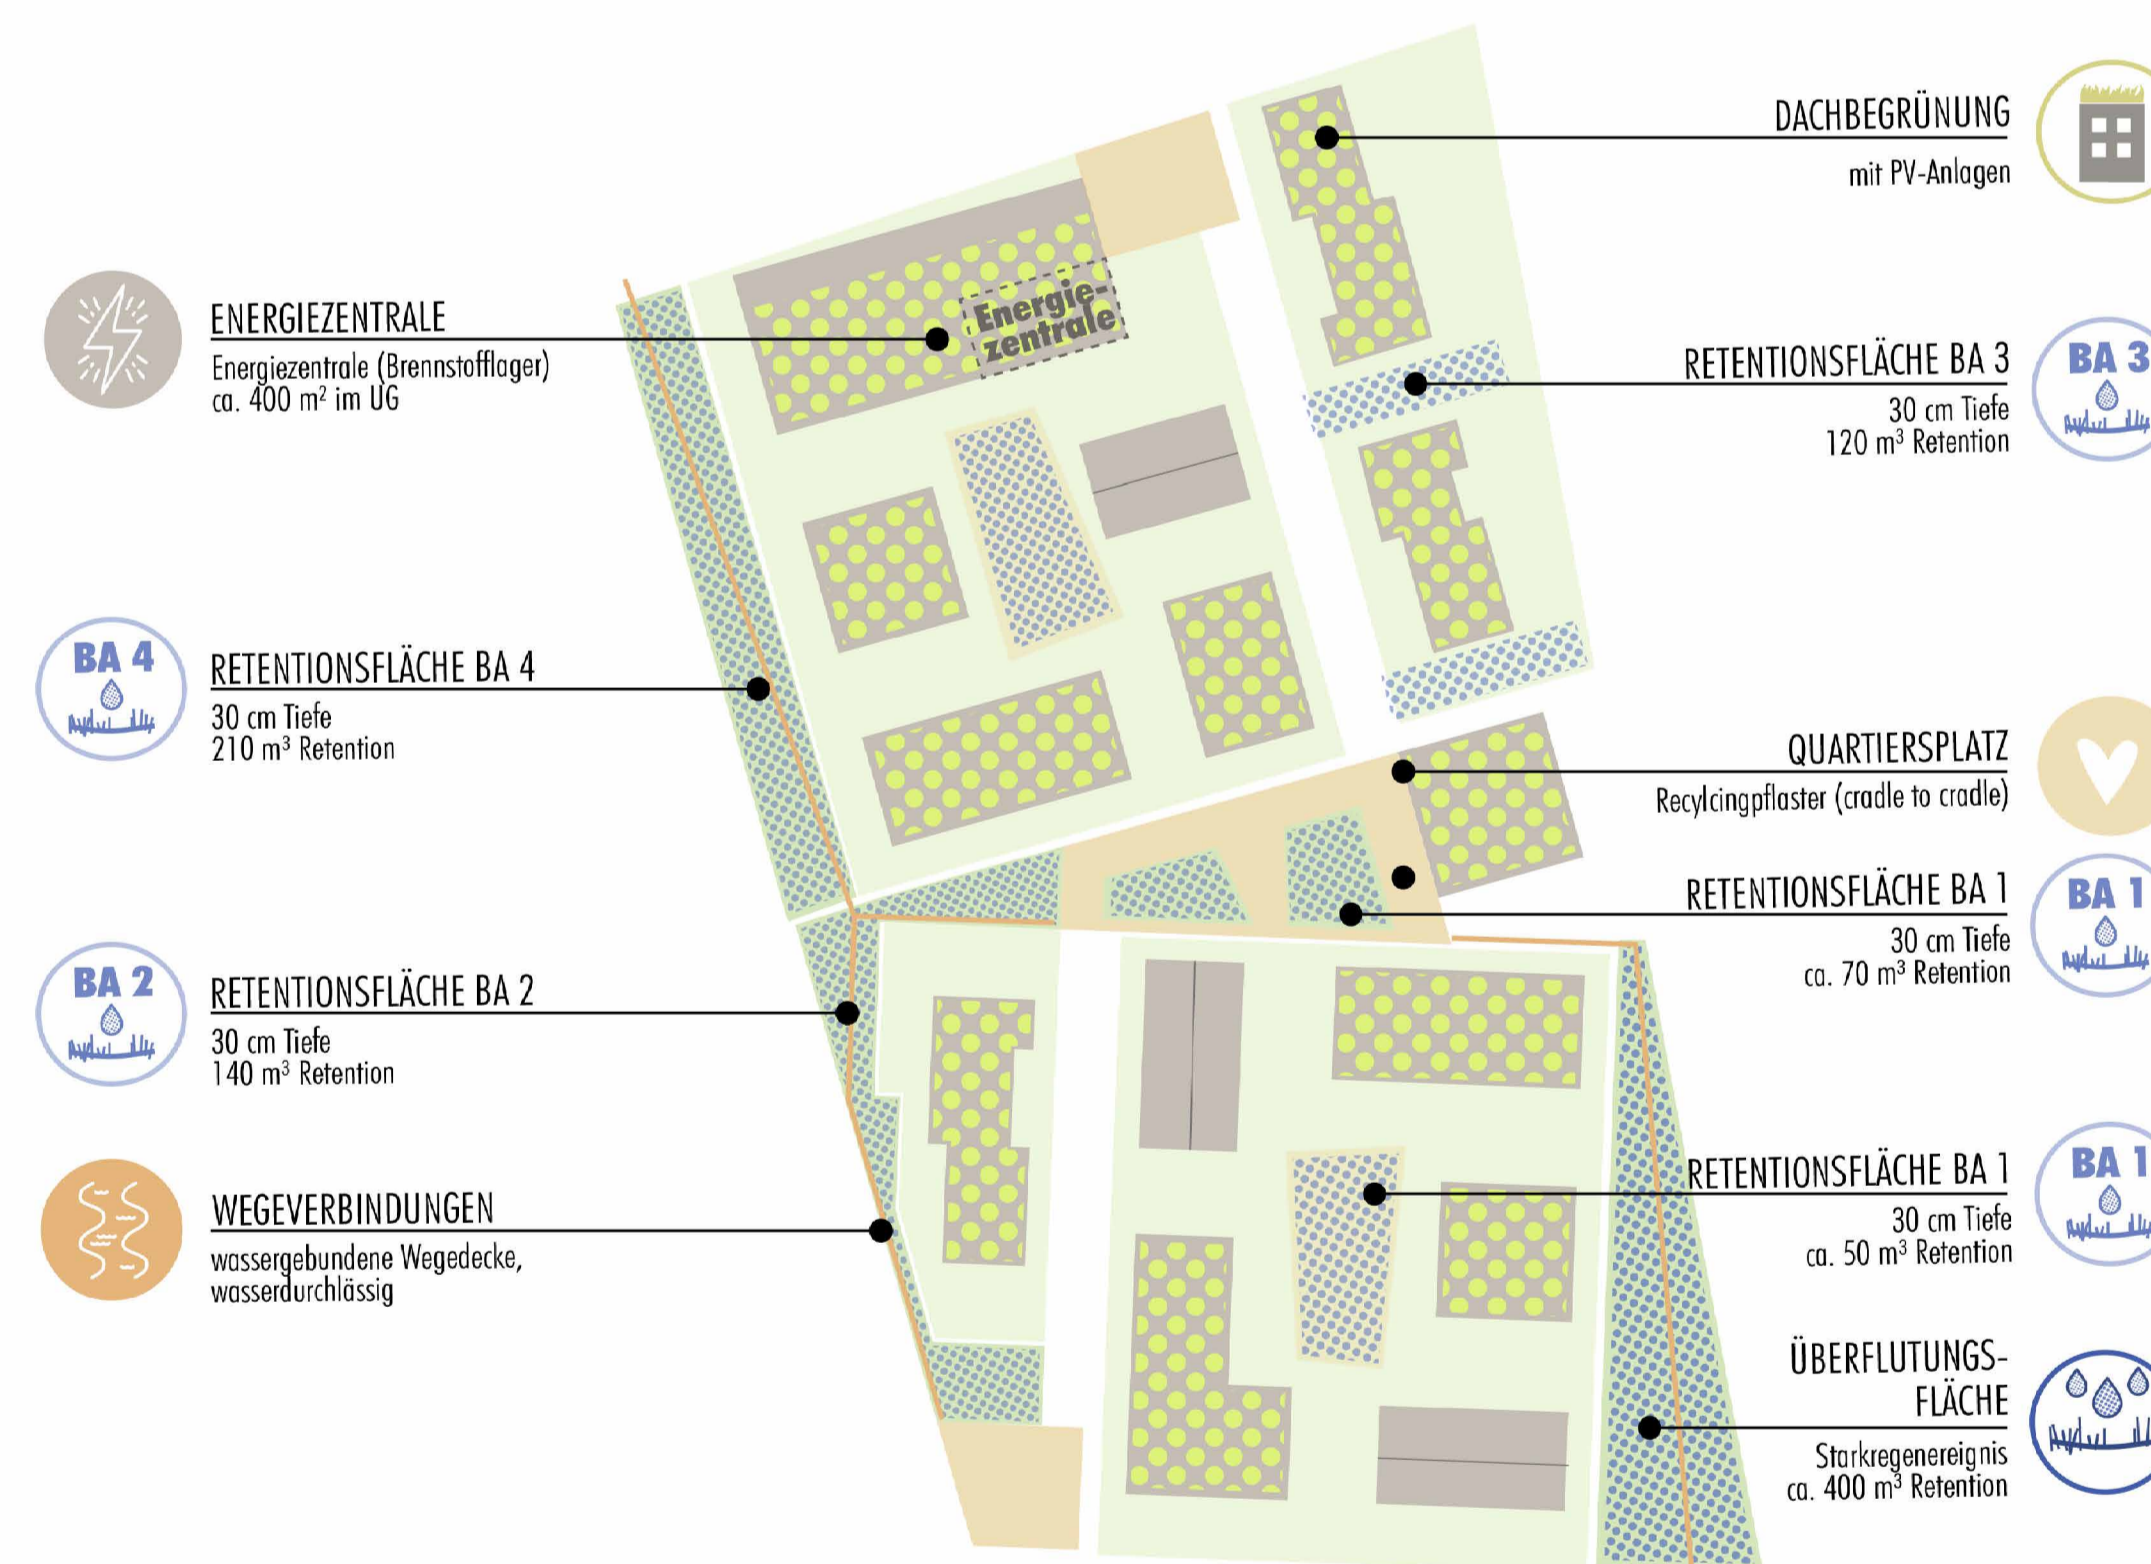 ENERGIEZENTRALE
Energiezentrale (Brennstofflager)
ca. 400 m² im UG
BA 4
RETENTIONSFLÄCHE BA 4
30 cm Tiefe
210 m³ Retention
BA 2
RETENTIONSFLÄCHE BA 2
30 cm Tiefe
140 m³ Retention
WEGEVERBINDUNGEN
wassergebundene Wegedecke,
wasserdurchlässig
Energie-
zentrale
DACHBEGRÜNUNG
mit PV-Anlagen
RETENTIONSFLÄCHE BA 3
30 cm Tiefe
120 m³ Retention
BA 3
QUARTIERSPLATZ
Recylcingpflaster (cradle to cradle)
RETENTIONSFLÄCHE BA 1
30 cm Tiefe
ca. 70 m³ Retention
BA 1
RETENTIONSFLÄCHE BA 1
30 cm Tiefe
ca. 50 m³ Retention
BA 1
ÜBERFLUTUNGS-
FLÄCHE
Starkregenereignis
ca. 400 m³ Retention